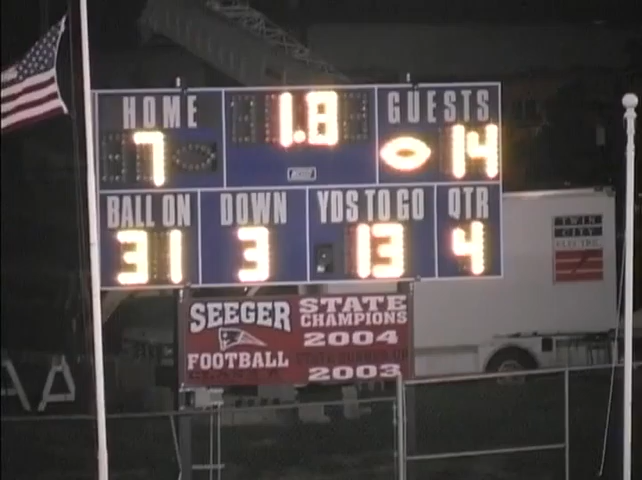 HOME 1.8 GUESTS
7 14
BALL ON DOWN YDS TO GO QTR
31 3 13 4
SEEGER STATE
CHAMPIONS
FOOTBALL 2004
STATE RUNNER UP
2003
TWIN
CITY
ELECTRIC